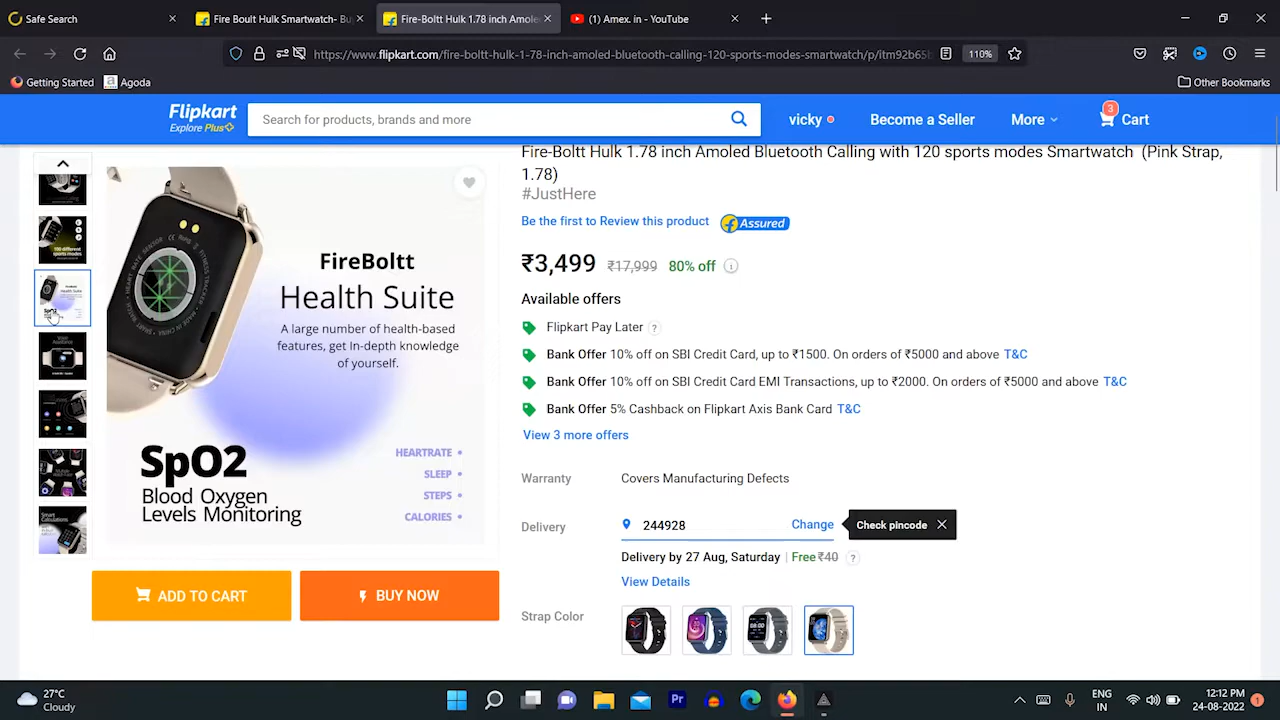 Safe Search
Fire Boult Hulk Smartwatch- Bu
Fire-Boltt Hulk 1.78 inch Amoled
(1) Amex. in - YouTube
https://www.flipkart.com/fire-boltt-hulk-1-78-inch-amoled-bluetooth-calling-120-sports-modes-smartwatch/p/itm92b65b
110%
Getting Started
Agoda
Other Bookmarks
Flipkart
Explore Plus
Search for products, brands and more
vicky
Become a Seller
More
3
Cart
Fire-Boltt Hulk 1.78 inch Amoled Bluetooth Calling with 120 sports modes Smartwatch (Pink Strap,
1.78)
#JustHere
Be the first to Review this product
Assured
₹3,499 ₹17,999 80% off
Available offers
Flipkart Pay Later ?
Bank Offer 10% off on SBI Credit Card, up to ₹1500. On orders of ₹5000 and above T&C
Bank Offer 10% off on SBI Credit Card EMI Transactions, up to ₹2000. On orders of ₹5000 and above T&C
Bank Offer 5% Cashback on Flipkart Axis Bank Card T&C
View 3 more offers
Warranty Covers Manufacturing Defects
Delivery 244928 Change Check pincode
Delivery by 27 Aug, Saturday | Free ₹40 ?
View Details
Strap Color
FireBoltt
Health Suite
A large number of health-based
features, get In-depth knowledge
of yourself.
SpO2
Blood Oxygen
Levels Monitoring
HEARTRATE
SLEEP
STEPS
CALORIES
ADD TO CART
BUY NOW
27°C
Cloudy
ENG
IN
12:12 PM
24-08-2022
1